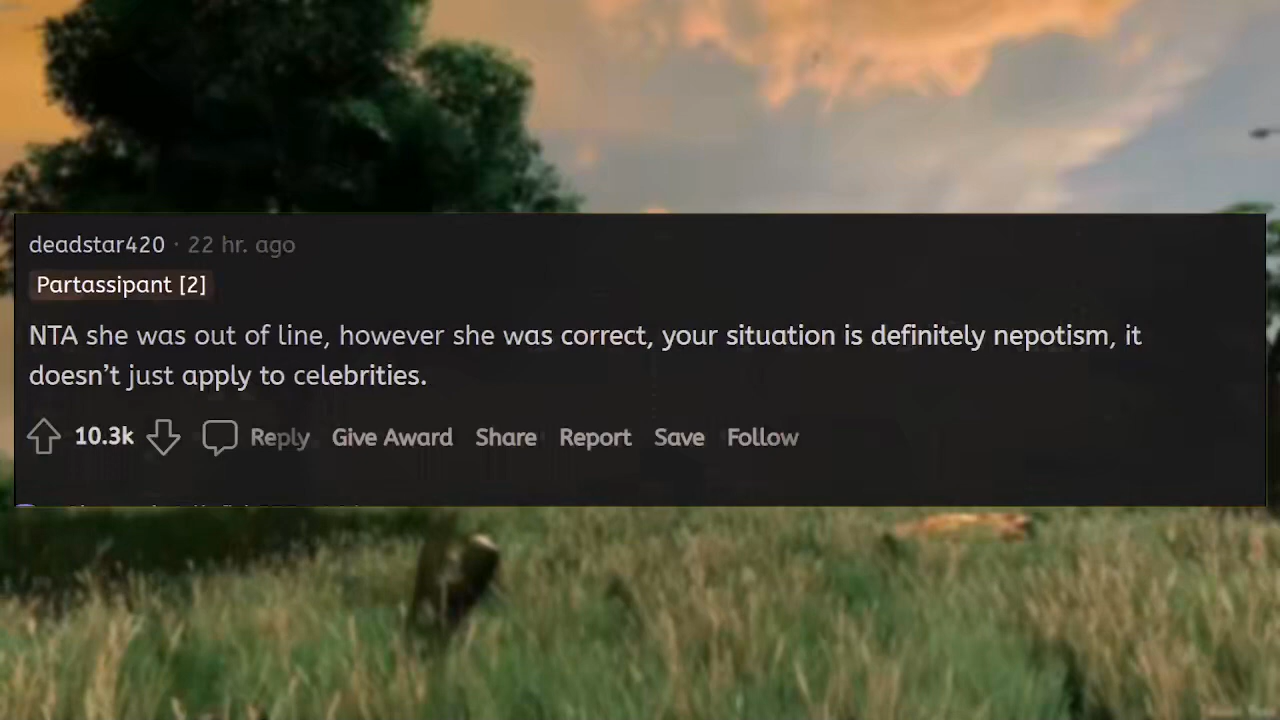 deadstar420 · 22 hr. ago
Partassipant [2]
NTA she was out of line, however she was correct, your situation is definitely nepotism, it
doesn't just apply to celebrities.
10.3k Reply Give Award Share Report Save Follow